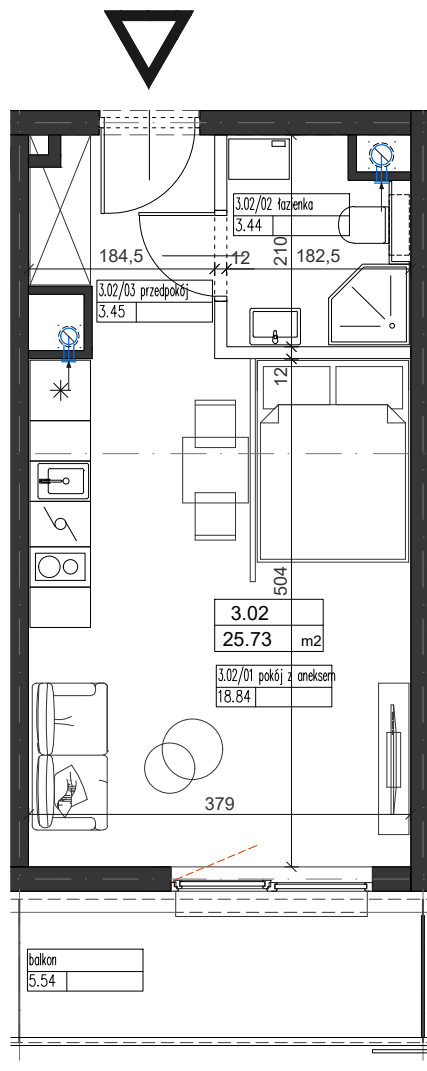 3.02/02 łazienka
3.44
210
184,5
12
182,5
3.02/03 przedpokój
3.45
12
504
3.02
25.73 m2
3.02/01 pokój z aneksem
18.84
379
balkon
5.54